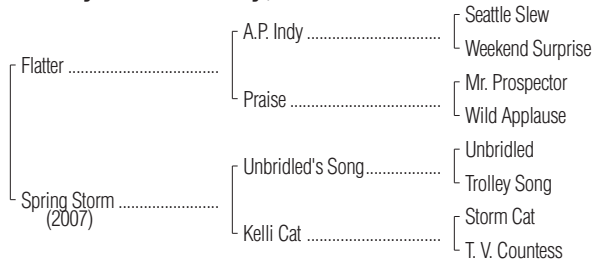 Seattle Slew
A.P. Indy ................................
Weekend Surprise
Flatter ....................................
Mr. Prospector
Praise ....................................
Wild Applause
Unbridled
Unbridled's Song..................
Trolley Song
Spring Storm ........................
(2007)
Storm Cat
Kelli Cat ................................
T. V. Countess